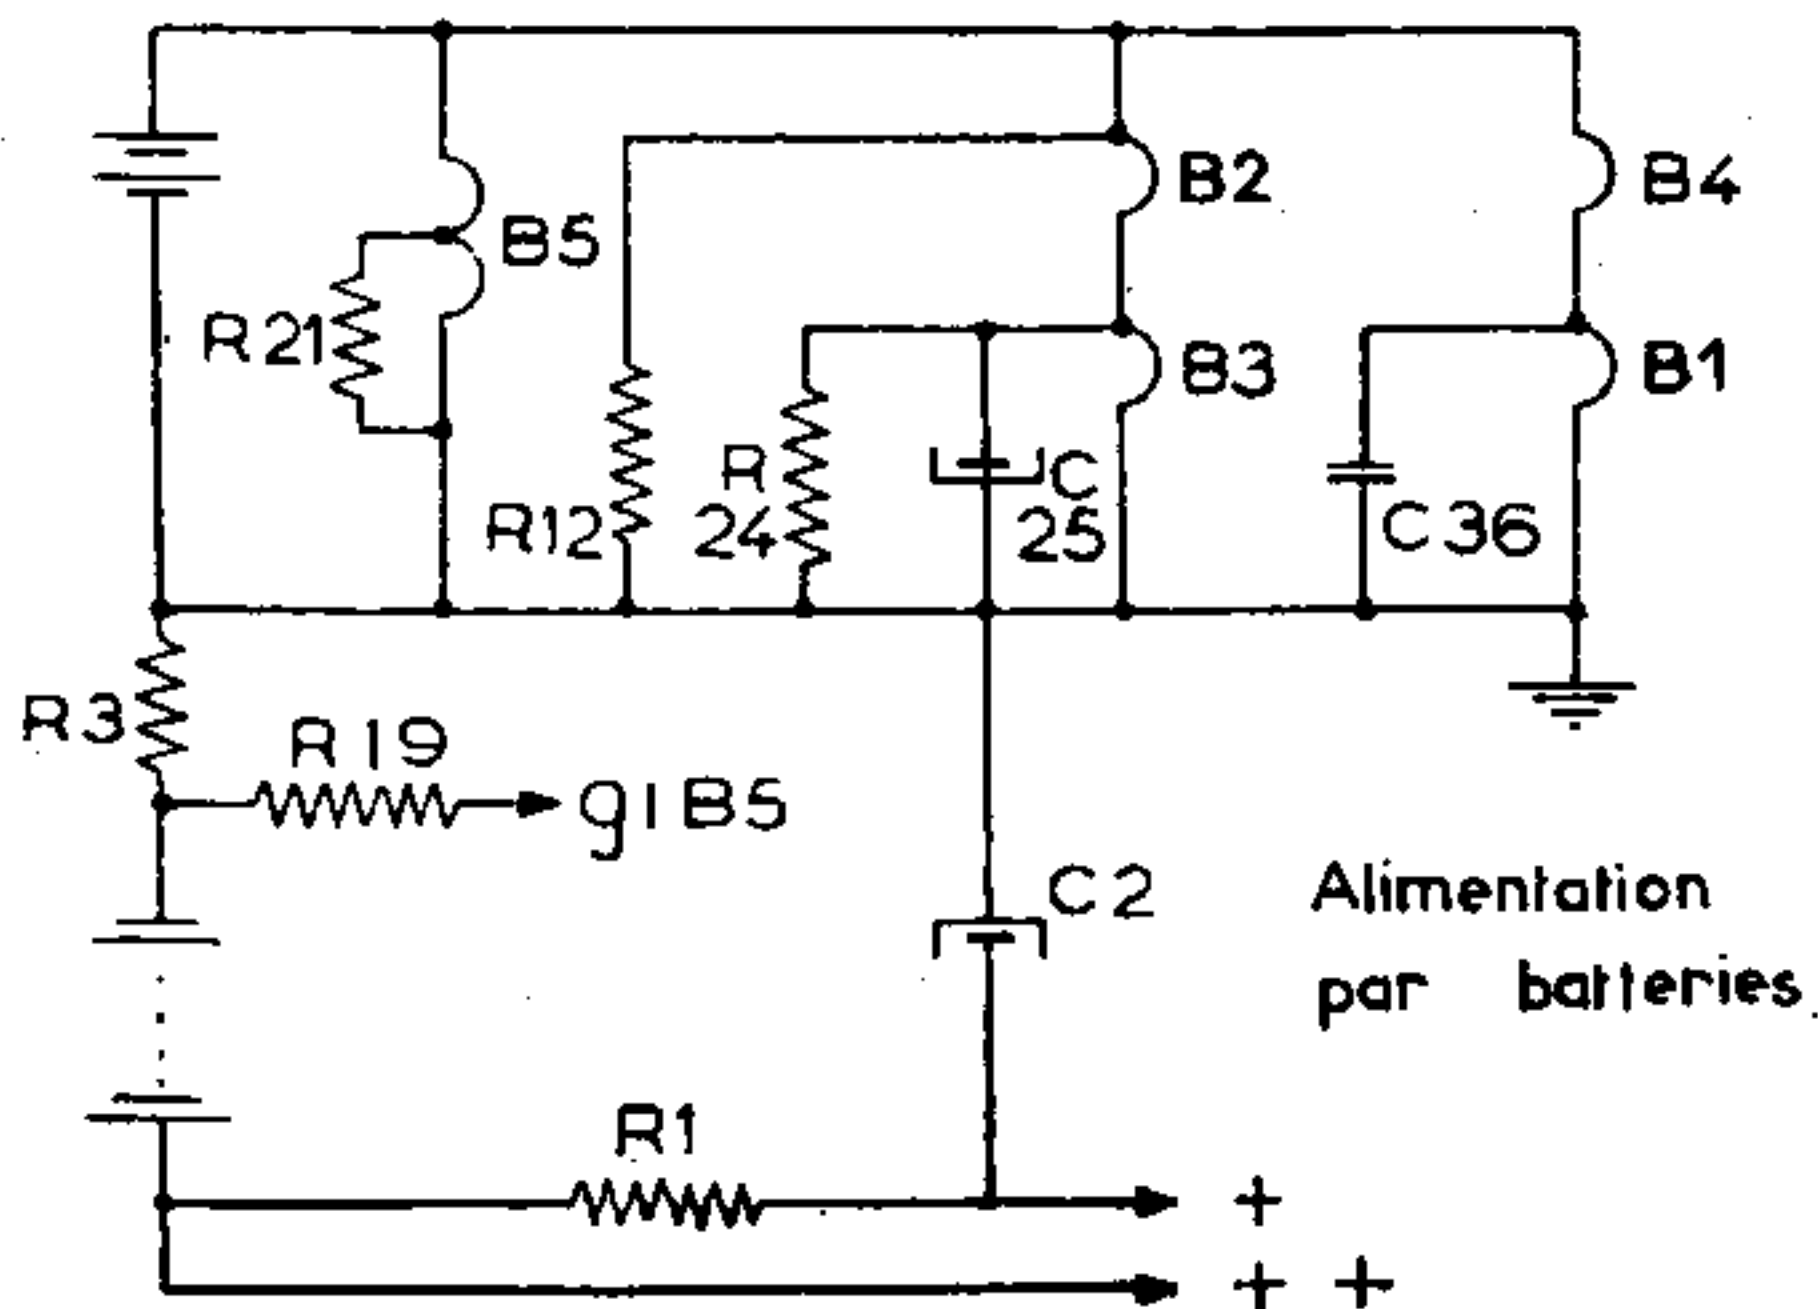 B2
B4
B5
R21
B3
B1
R
24
C
25
R12
C36
R3
R19
g1B5
C2
Alimentation
par batteries
R1
+
+ +